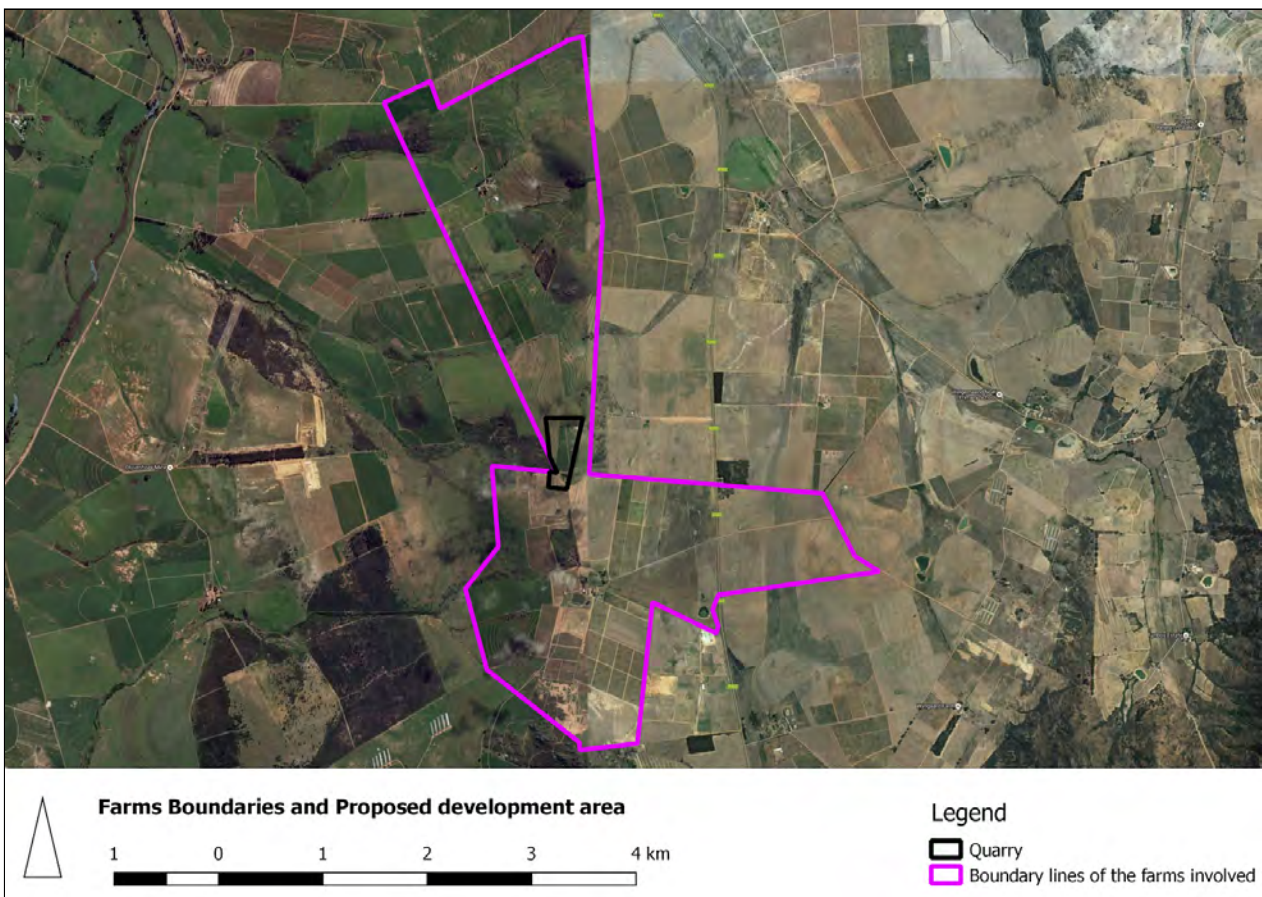 Farms Boundaries and Proposed development area
1 0 1 2 3 4 km
Legend
Quarry
Boundary lines of the farms involved